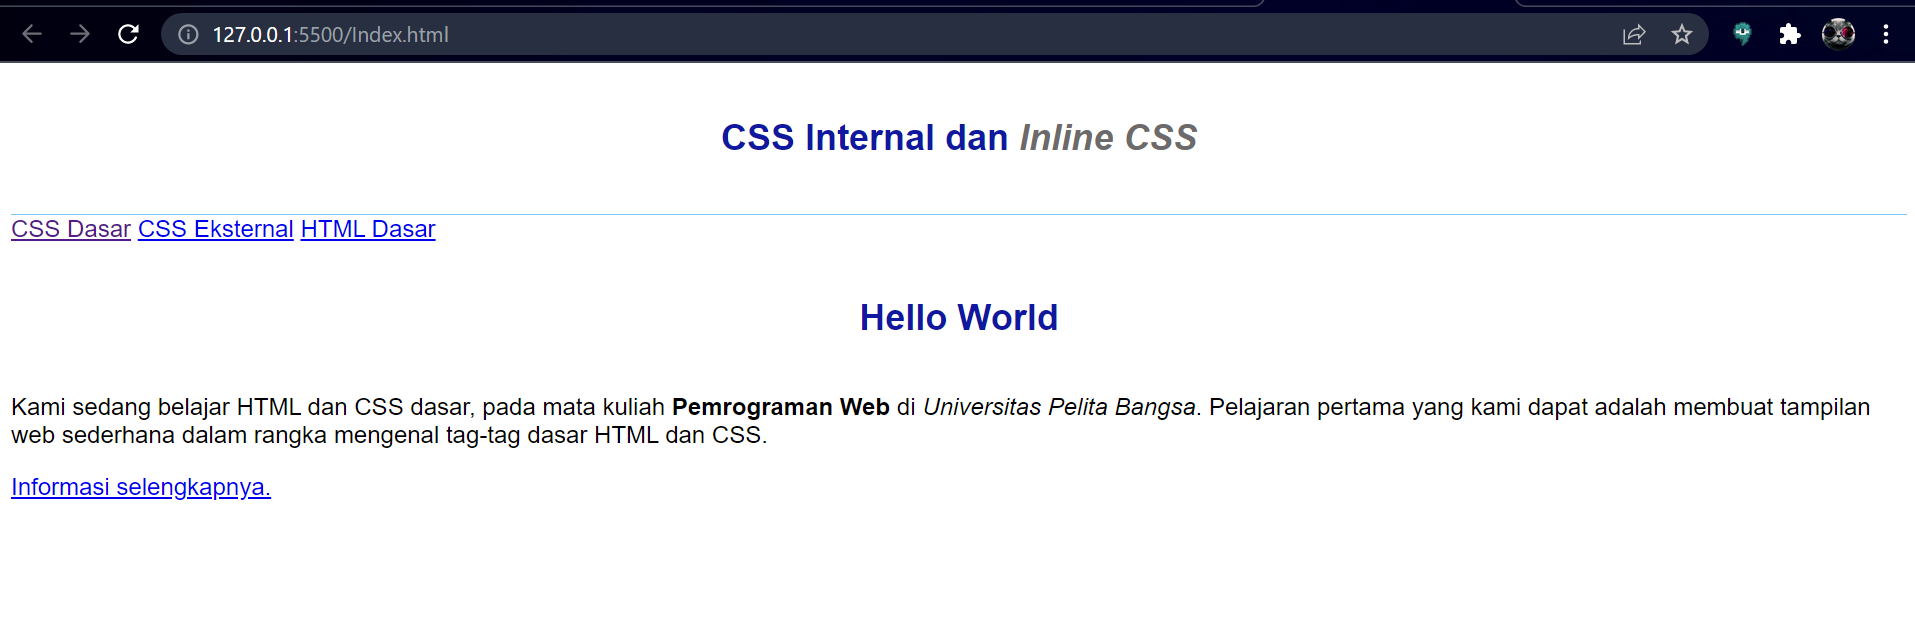 127.0.0.1:5500/Index.html
CSS Internal dan Inline CSS
CSS Dasar CSS Eksternal HTML Dasar
Hello World
Kami sedang belajar HTML dan CSS dasar, pada mata kuliah Pemrograman Web di Universitas Pelita Bangsa. Pelajaran pertama yang kami dapat adalah membuat tampilan
web sederhana dalam rangka mengenal tag-tag dasar HTML dan CSS.
Informasi selengkapnya.